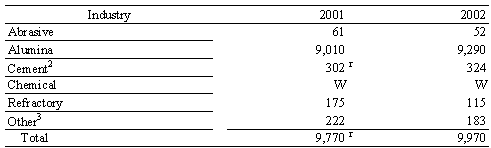 Industry 2001 2002
Abrasive 61 52
Alumina 9,010 9,290
Cement2 302 r 324
Chemical W W
Refractory 175 115
Other3 222 183
Total 9,770 r 9,970